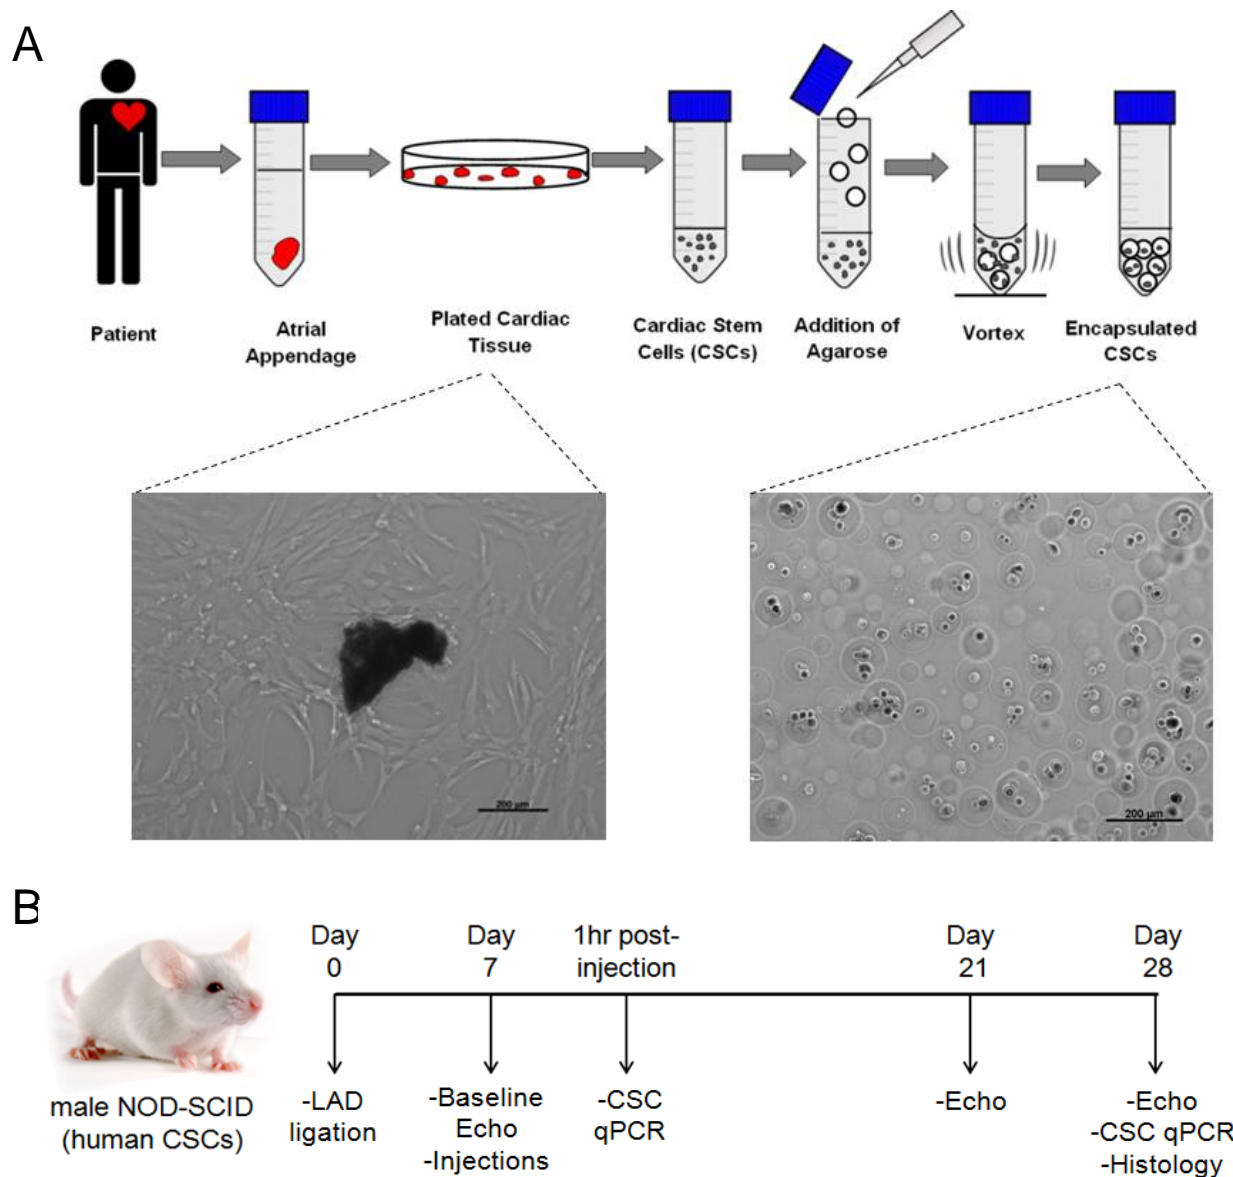 A
Patient
Atrial
Appendage
Plated Cardiac
Tissue
Cardiac Stem
Cells (CSCs)
Addition of
Agarose
Vortex
Encapsulated
CSCs
200 µm
200 µm
B
Day
0
Day
7
1hr post-
injection
Day
21
Day
28
male NOD-SCID
(human CSCs)
-LAD
ligation
-Baseline
Echo
-Injections
-CSC
qPCR
-Echo
-Echo
-CSC qPCR
-Histology